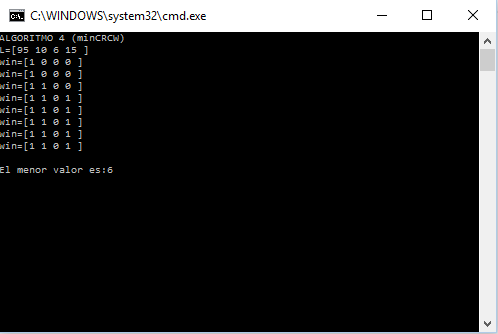 C:\WINDOWS\system32\cmd.exe
ALGORITMO 4 (minCRCW)
L=[95 10 6 15 ]
win=[1 0 0 0 ]
win=[1 0 0 0 ]
win=[1 1 0 0 ]
win=[1 1 0 1 ]
win=[1 1 0 1 ]
win=[1 1 0 1 ]
win=[1 1 0 1 ]
win=[1 1 0 1 ]
El menor valor es:6